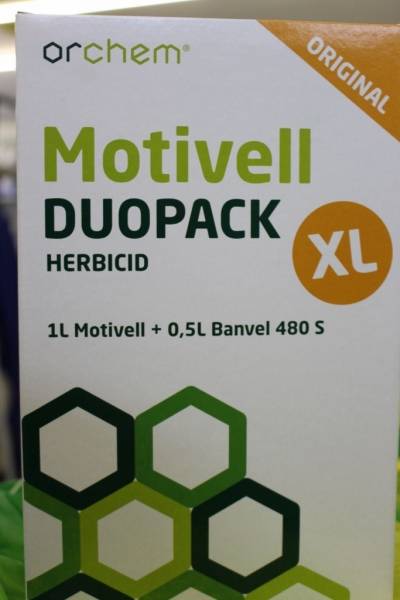 orchem®
ORIGINAL
Motivell
DUOPACK
HERBICID
XL
1L Motivell + 0,5L Banvel 480 S